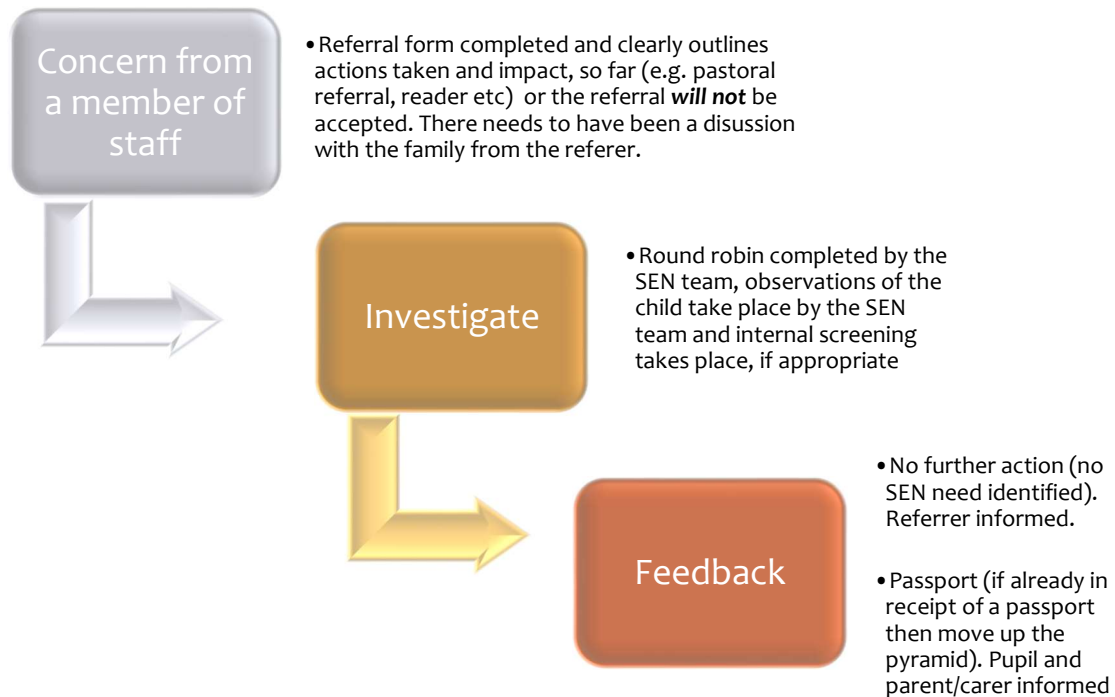 Concern from
a member of
staff
•Referral form completed and clearly outlines
actions taken and impact, so far (e.g. pastoral
referral, reader etc)  or the referral will not be
accepted. There needs to have been a disussion
with the family from the referer.
Investigate
•Round robin completed by the
SEN team, observations of the
child take place by the SEN
team and internal screening
takes place, if appropriate
Feedback
•No further action (no
SEN need identified).
Referrer informed.
•Passport (if already in
receipt of a passport
then move up the
pyramid). Pupil and
parent/carer informed